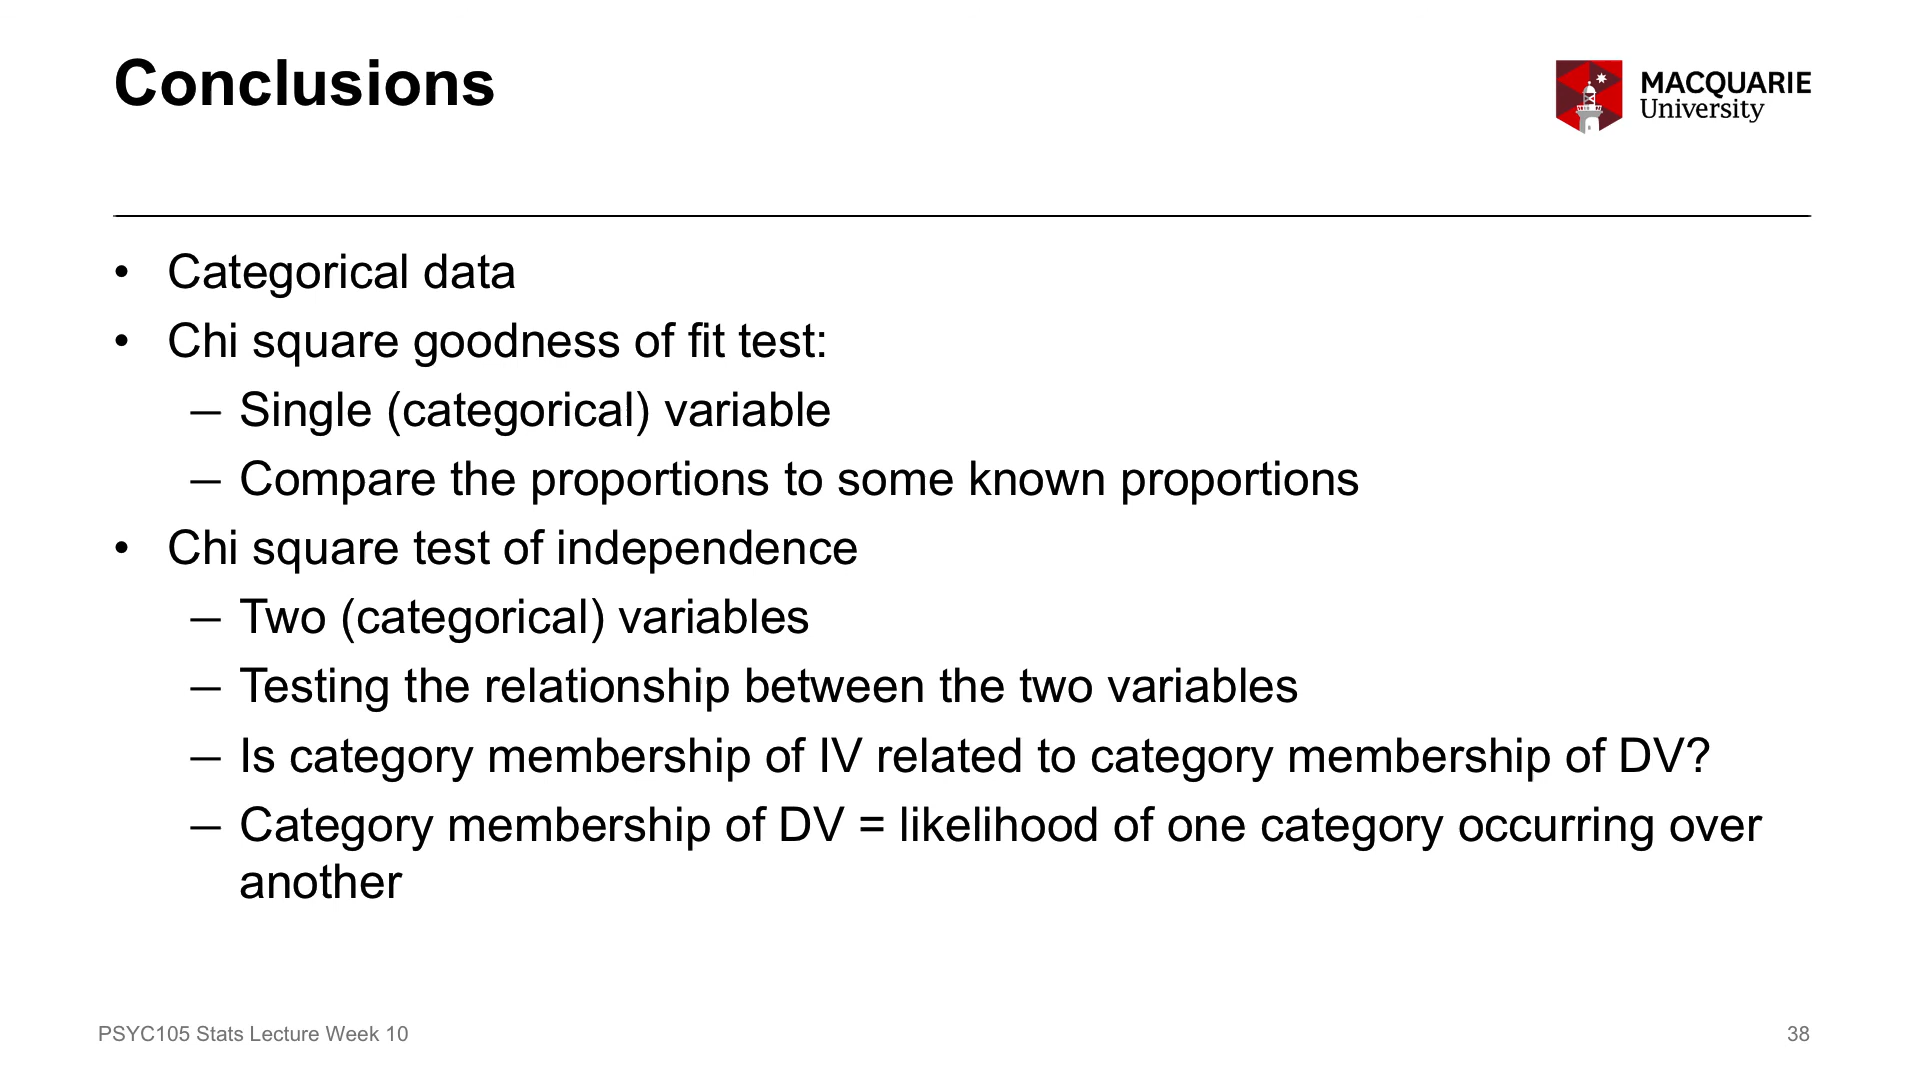 Conclusions
MACQUARIE
University
• Categorical data
• Chi square goodness of fit test:
– Single (categorical) variable
– Compare the proportions to some known proportions
• Chi square test of independence
– Two (categorical) variables
– Testing the relationship between the two variables
– Is category membership of IV related to category membership of DV?
– Category membership of DV = likelihood of one category occurring over
another
PSYC105 Stats Lecture Week 10
38